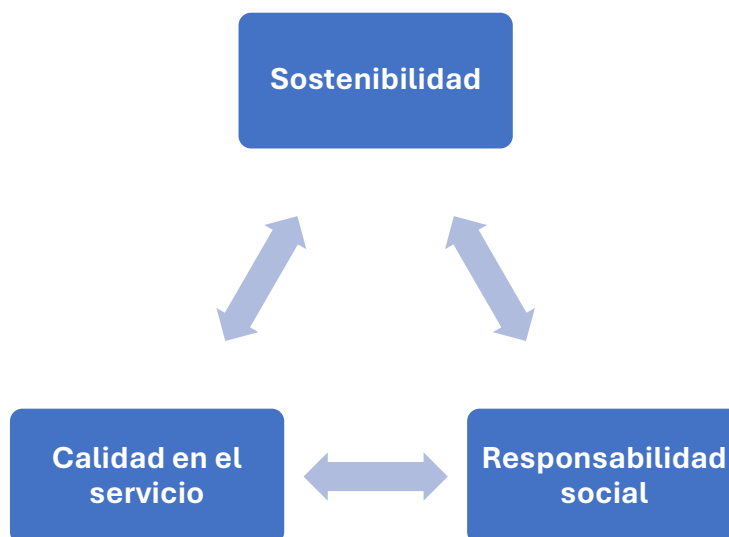 Sostenibilidad
Calidad en el
servicio
Responsabilidad
social